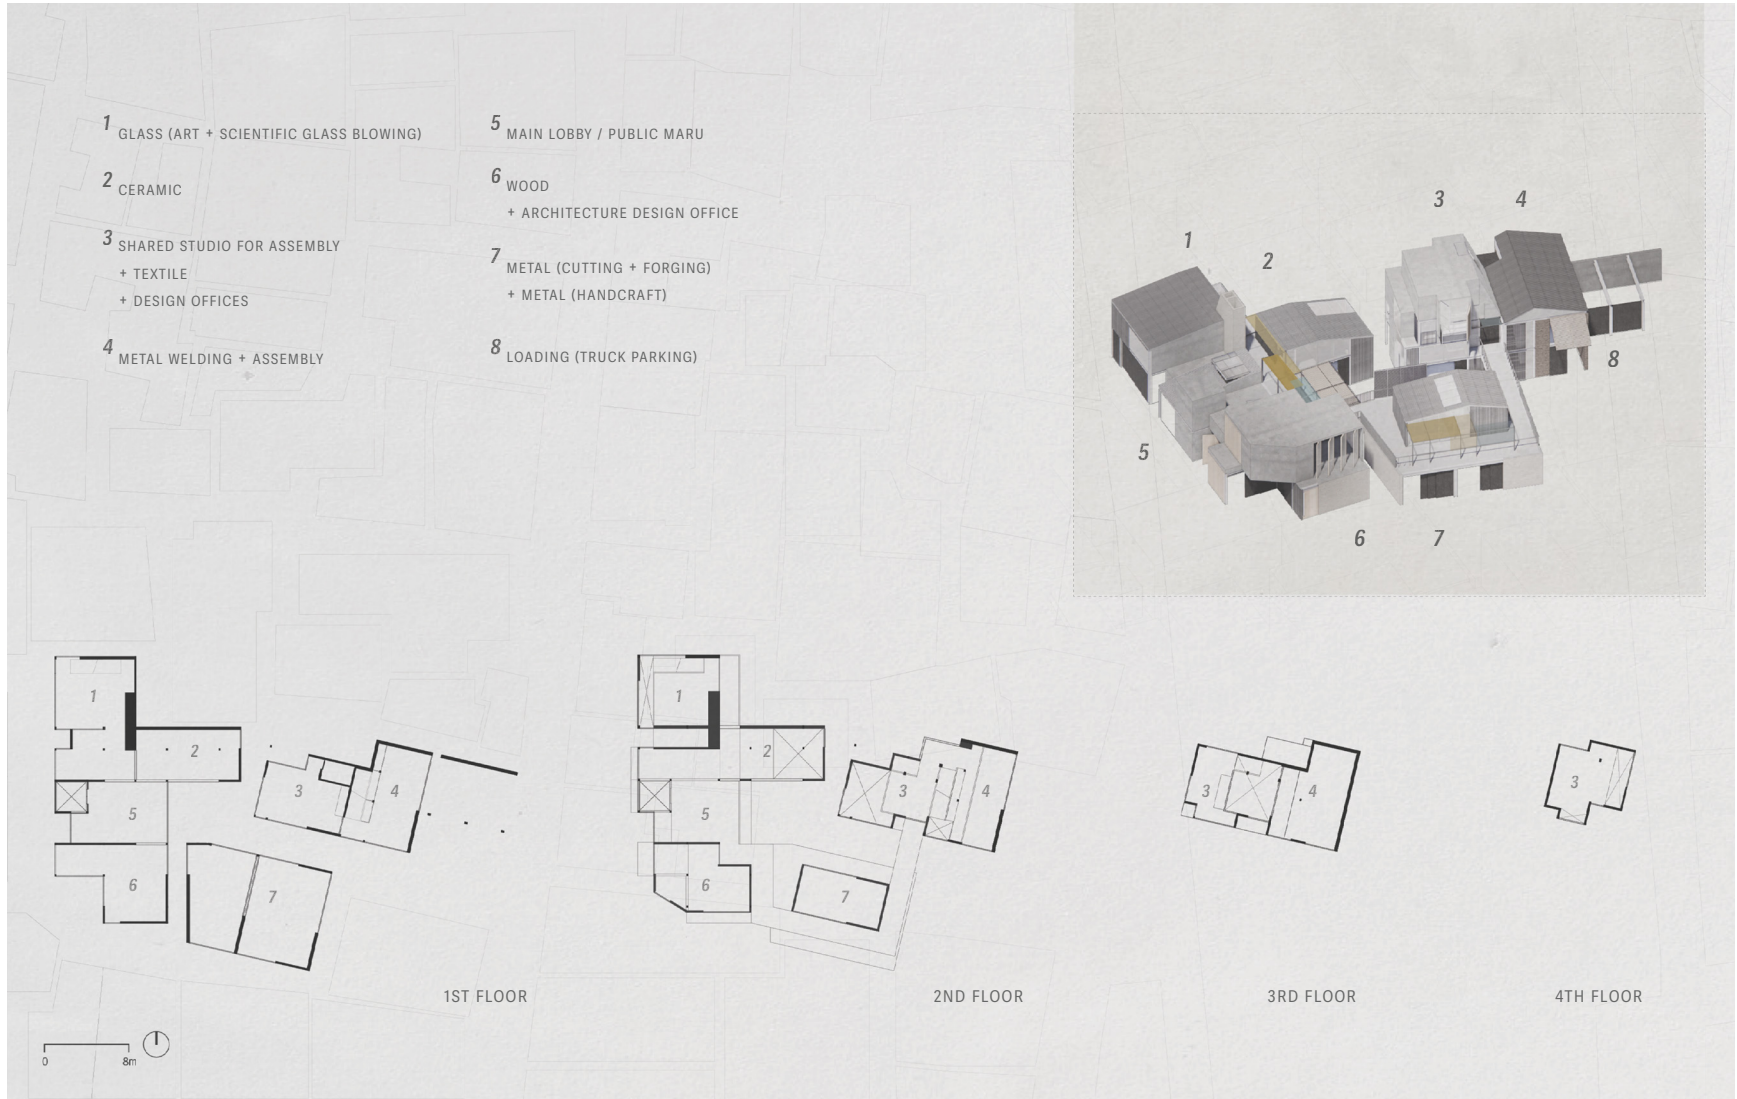 1 GLASS (ART + SCIENTIFIC GLASS BLOWING)
2 CERAMIC
3 SHARED STUDIO FOR ASSEMBLY
+ TEXTILE
+ DESIGN OFFICES
4 METAL WELDING + ASSEMBLY
5 MAIN LOBBY / PUBLIC MARU
6 WOOD
+ ARCHITECTURE DESIGN OFFICE
7 METAL (CUTTING + FORGING)
+ METAL (HANDCRAFT)
8 LOADING (TRUCK PARKING)
3 4
1
2
8
5
6 7
1
2
3 4
5
6
7
1ST FLOOR
1
2
3 4
5
6
7
2ND FLOOR
3 4
3RD FLOOR
3
4TH FLOOR
0 8m